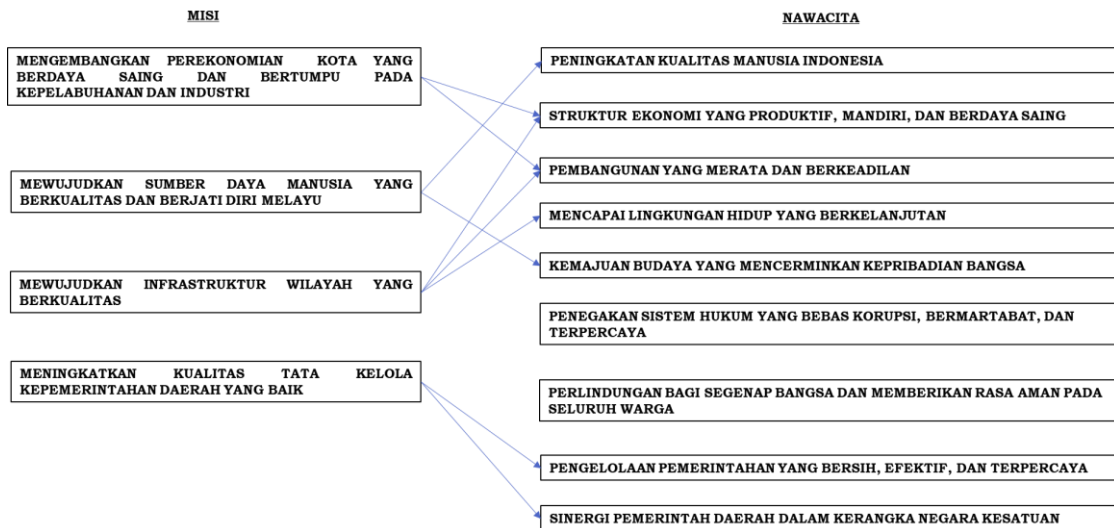 MISI
MENGEMBANGKAN PEREKONOMIAN KOTA YANG
BERDAYA SAING DAN BERTUMPU PADA
KEPELABUHANAN DAN INDUSTRI
MEWUJUDKAN SUMBER DAYA MANUSIA YANG
BERKUALITAS DAN BERJATI DIRI MELAYU
MEWUJUDKAN INFRASTRUKTUR WILAYAH YANG
BERKUALITAS
MENINGKATKAN KUALITAS TATA KELOLA
KEPEMERINTAHAN DAERAH YANG BAIK
NAWACITA
PENINGKATAN KUALITAS MANUSIA INDONESIA
STRUKTUR EKONOMI YANG PRODUKTIF, MANDIRI, DAN BERDAYA SAING
PEMBANGUNAN YANG MERATA DAN BERKEADILAN
MENCAPAI LINGKUNGAN HIDUP YANG BERKELANJUTAN
KEMAJUAN BUDAYA YANG MENCERMINKAN KEPRIBADIAN BANGSA
PENEGAKAN SISTEM HUKUM YANG BEBAS KORUPSI, BERMARTABAT, DAN
TERPERCAYA
PERLINDUNGAN BAGI SEGENAP BANGSA DAN MEMBERIKAN RASA AMAN PADA
SELURUH WARGA
PENGELOLAAN PEMERINTAHAN YANG BERSIH, EFEKTIF, DAN TERPERCAYA
SINERGI PEMERINTAH DAERAH DALAM KERANGKA NEGARA KESATUAN